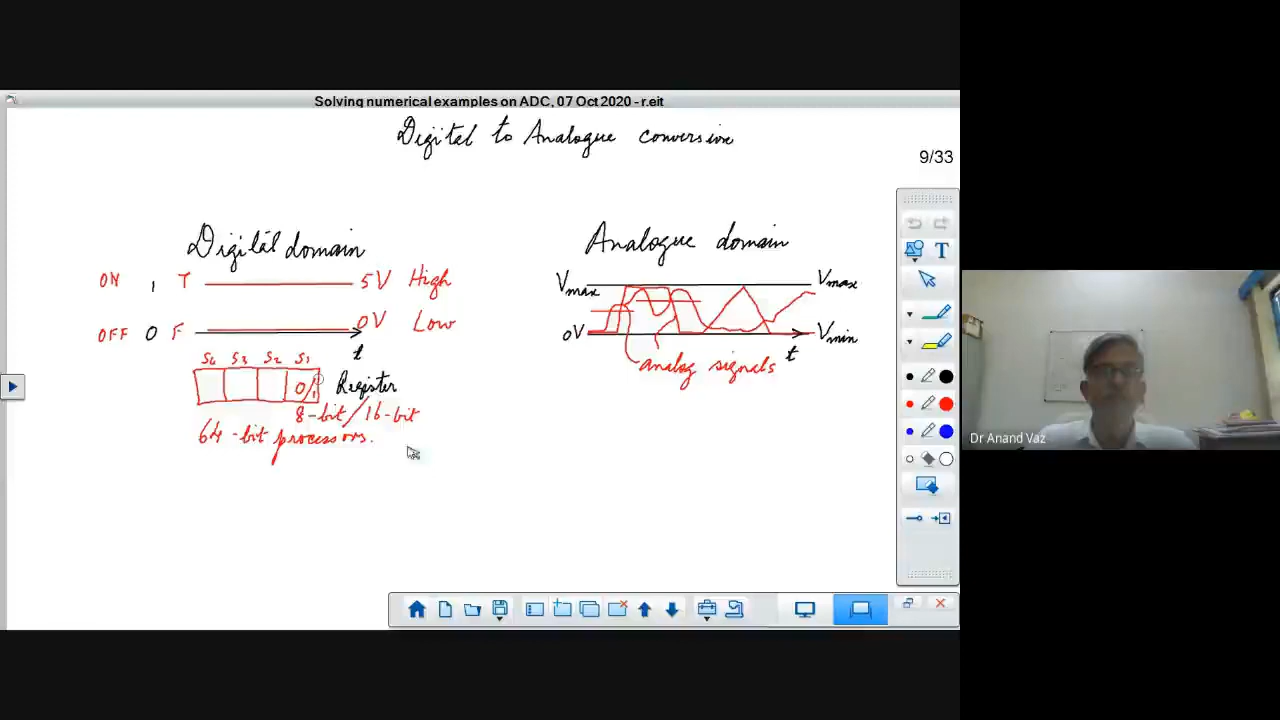 Solving numerical examples on ADC, 07 Oct 2020 - r.eit
Digital to Analogue conversion
9/33
Digital domain
ON 1 T 5V High
OFF 0 F 0V Low
t
S4 S3 S2 S1
0/1 Register
8-bit/16-bit
64-bit processors.
Analogue domain
Vmax Vmax
0V Vmin
t
analog signals
T
Dr Anand Vaz